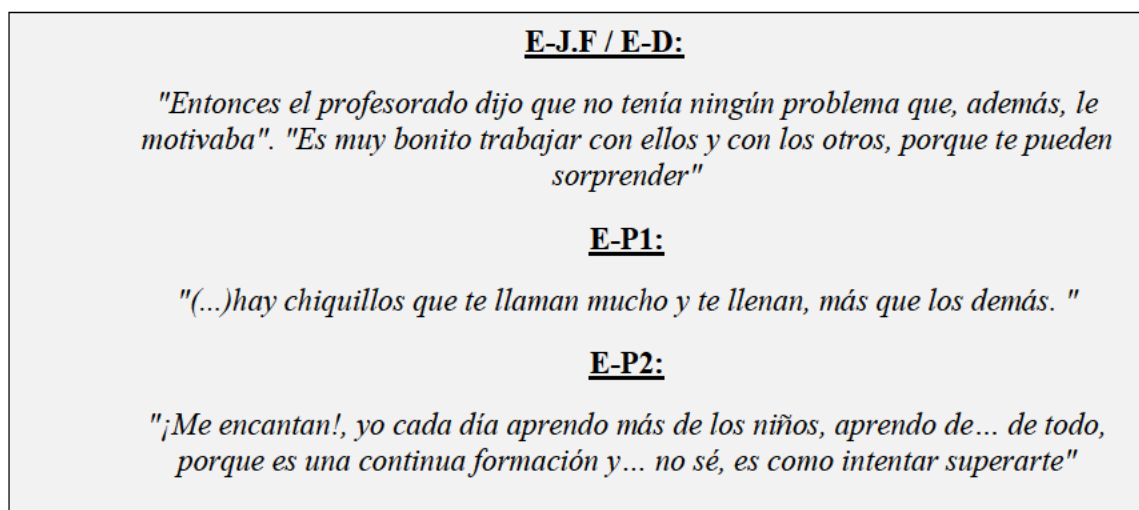 E-J.F / E-D:
"Entonces el profesorado dijo que no tenía ningún problema que, además, le
motivaba". "Es muy bonito trabajar con ellos y con los otros, porque te pueden
sorprender"
E-P1:
"(...)hay chiquillos que te llaman mucho y te llenan, más que los demás. "
E-P2:
"¡Me encantan!, yo cada día aprendo más de los niños, aprendo de… de todo,
porque es una continua formación y… no sé, es como intentar superarte"